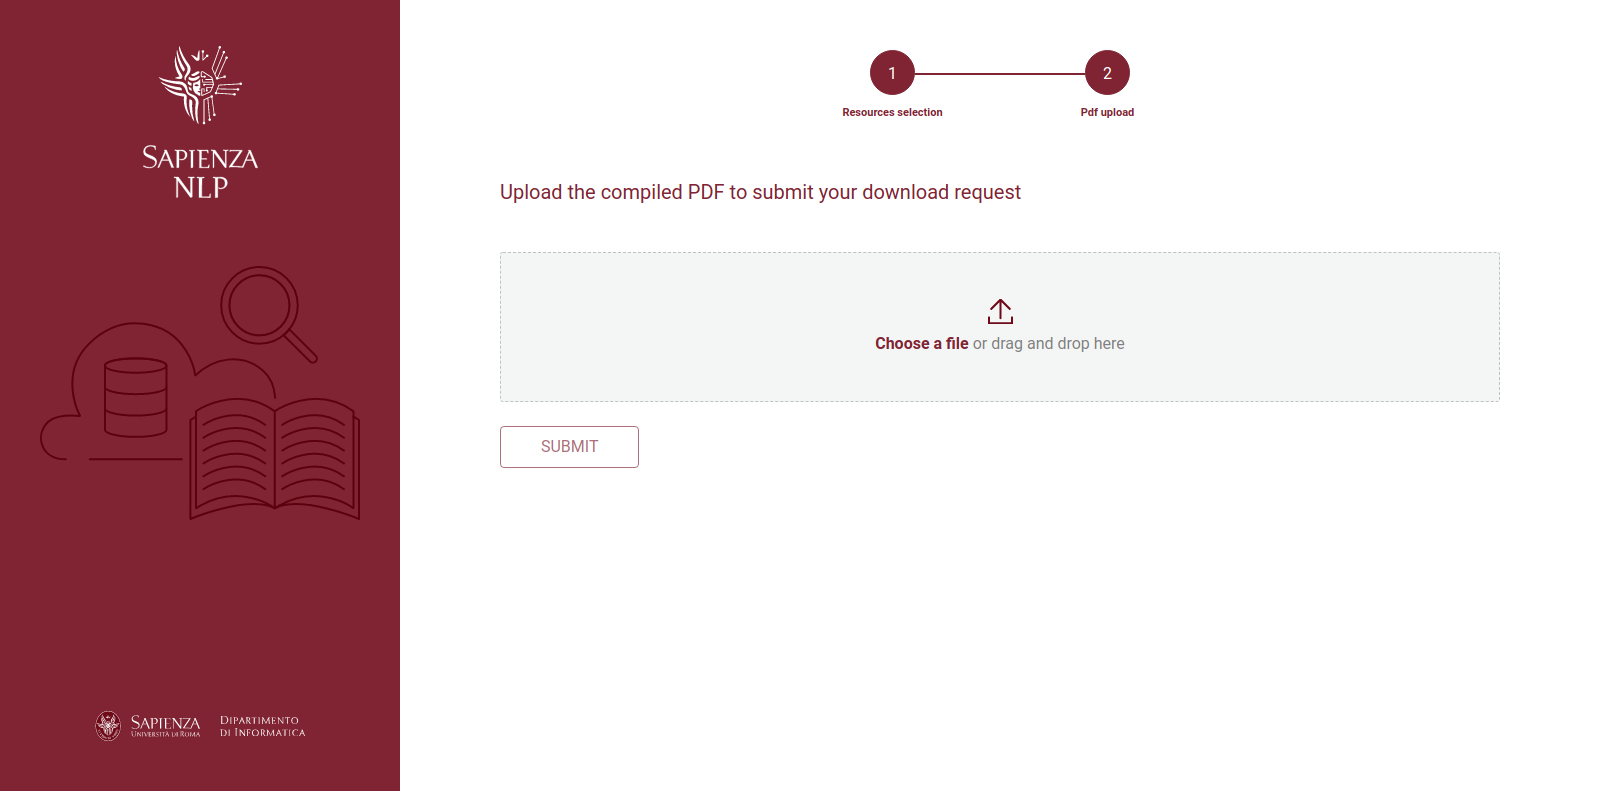 SAPIENZA
NLP
1
2
Resources selection
Pdf upload
Upload the compiled PDF to submit your download request
Choose a file or drag and drop here
SUBMIT
SAPIENZA
UNIVERSITÀ DI ROMA
DIPARTIMENTO
DI INFORMATICA